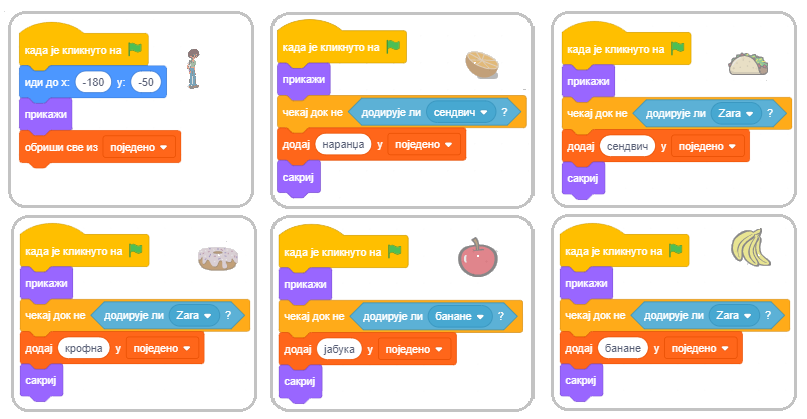 када је кликнуто на
иди до x: -180 y: -50
прикажи
обриши све из поједено
када је кликнуто на
прикажи
чекај док не додирује ли сендвич ?
додај наранџа у поједено
сакриј
када је кликнуто на
прикажи
чекај док не додирује ли Zara ?
додај сендвич у поједено
сакриј
када је кликнуто на
прикажи
чекај док не додирује ли Zara ?
додај крофна у поједено
сакриј
када је кликнуто на
прикажи
чекај док не додирује ли банане ?
додај јабука у поједено
сакриј
када је кликнуто на
прикажи
чекај док не додирује ли Zara ?
додај банане у поједено
сакриј